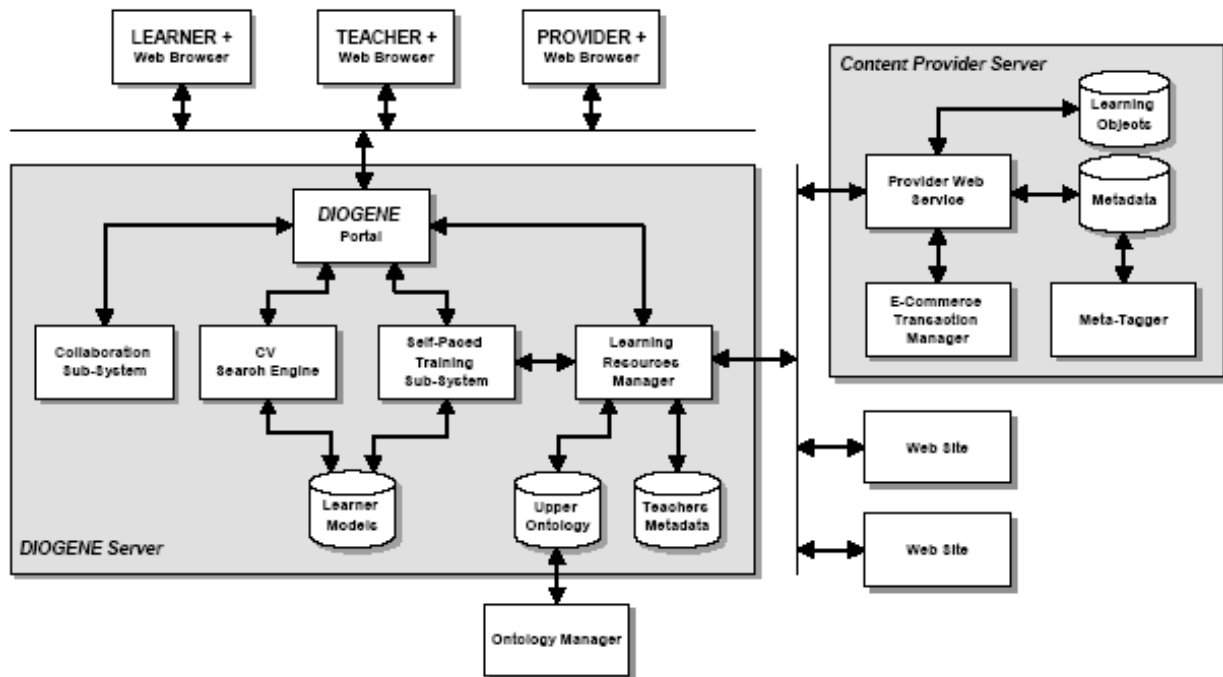 LEARNER +
Web Browser
TEACHER +
Web Browser
PROVIDER +
Web Browser
Content Provider Server
Learning
Objects
Provider Web
Service
Metadata
E-Commerce
Transaction
Manager
Meta-Tagger
DIOGENE
Portal
Collaboration
Sub-System
CV
Search Engine
Self-Paced
Training
Sub-System
Learning
Resources
Manager
Learner
Models
Upper
Ontology
Teachers
Metadata
DIOGENE Server
Web Site
Web Site
Ontology Manager